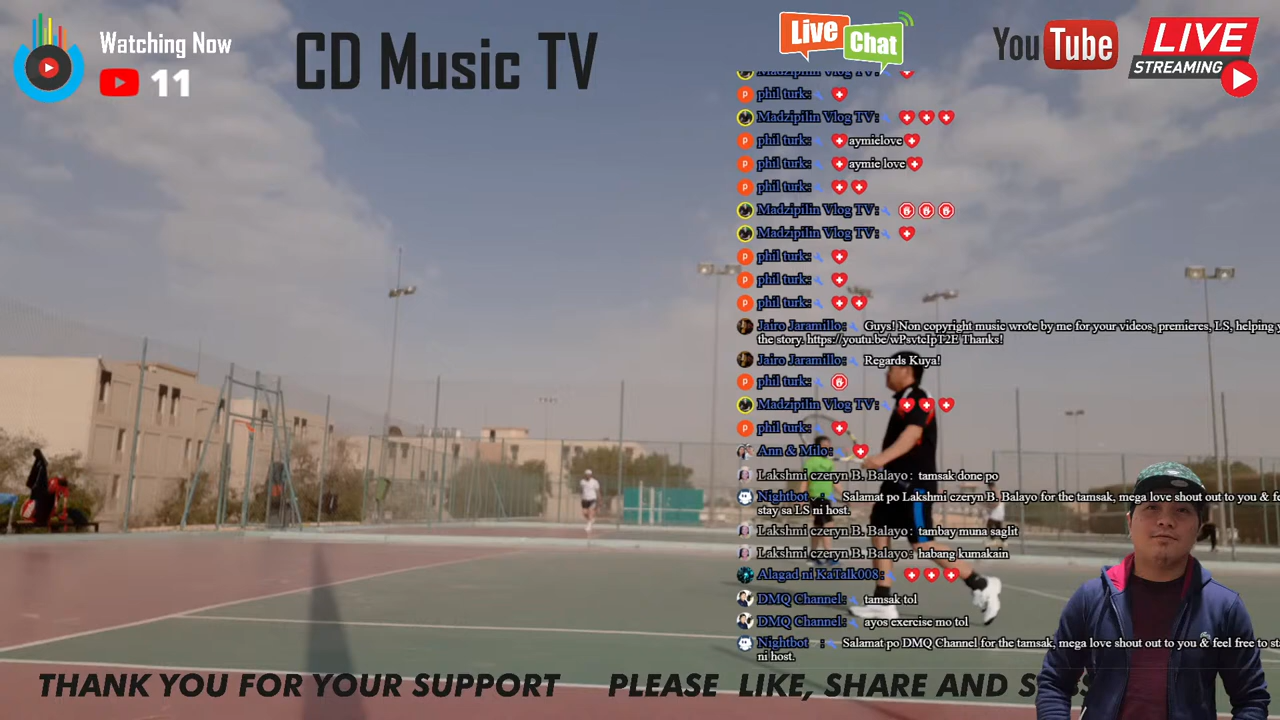 Watching Now
11
CD Music TV
Live Chat
YouTube
LIVE
STREAMING
Madzipilin Vlog TV:
phil turk:
Madzipilin Vlog TV:
phil turk: aymielove
phil turk: aymie love
phil turk:
Madzipilin Vlog TV:
Madzipilin Vlog TV:
phil turk:
phil turk:
phil turk:
Jairo Jaramillo: Guys! Non copyright music wrote by me for your videos, premieres, LS, helping
the story. https://youtu.be/wPsvtcIpT2E Thanks!
Jairo Jaramillo: Regards Kuya!
phil turk:
Madzipilin Vlog TV:
phil turk:
Ann & Milo:
Lakshmi czeryn B. Balayo: tamsak done po
Nightbot : Salamat po Lakshmi czeryn B. Balayo for the tamsak, mega love shout out to you & fe
stay sa LS ni host.
Lakshmi czeryn B. Balayo: tambay muna saglit
Lakshmi czeryn B. Balayo: habang kumakain
Alagad ni KaTalk008:
DMQ Channel: tamsak tol
DMQ Channel: ayos exercise mo tol
Nightbot : Salamat po DMQ Channel for the tamsak, mega love shout out to you & feel free to st
ni host.
THANK YOU FOR YOUR SUPPORT PLEASE LIKE, SHARE AND